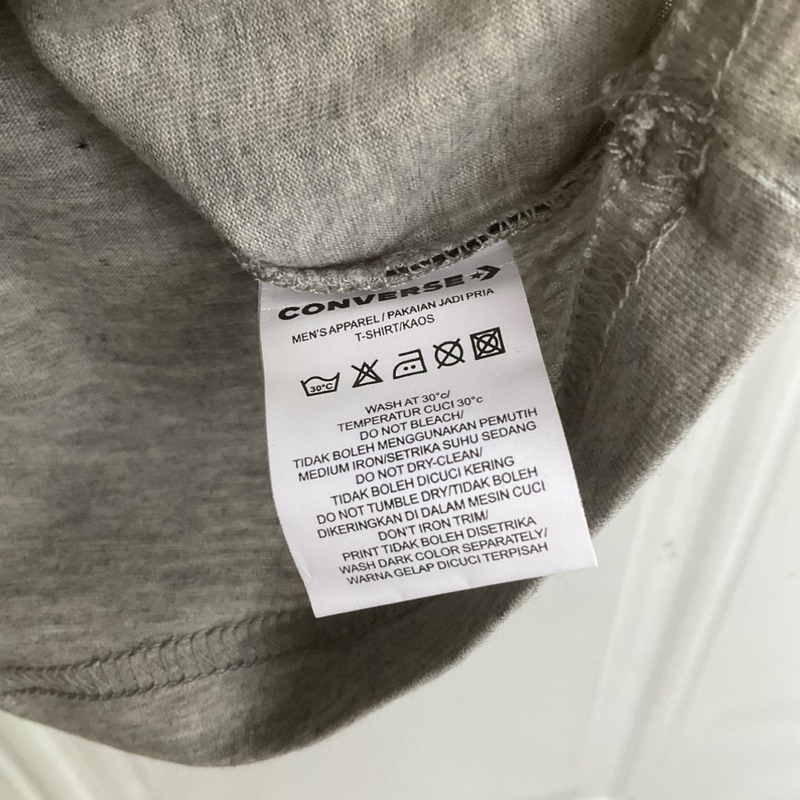 CONVERSE
MEN'S APPAREL/PAKAIAN JADI PRIA
T-SHIRT/KAOS
30°C
WASH AT 30°c/
TEMPERATUR CUCI 30°c
DO NOT BLEACH/
TIDAK BOLEH MENGGUNAKAN PEMUTIH
MEDIUM IRON/SETRIKA SUHU SEDANG
DO NOT DRY-CLEAN/
TIDAK BOLEH DICUCI KERING
DO NOT TUMBLE DRY/TIDAK BOLEH
DIKERINGKAN DI DALAM MESIN CUCI
DON'T IRON TRIM/
PRINT TIDAK BOLEH DISETRIKA
WASH DARK COLOR SEPARATELY/
WARNA GELAP DICUCI TERPISAH